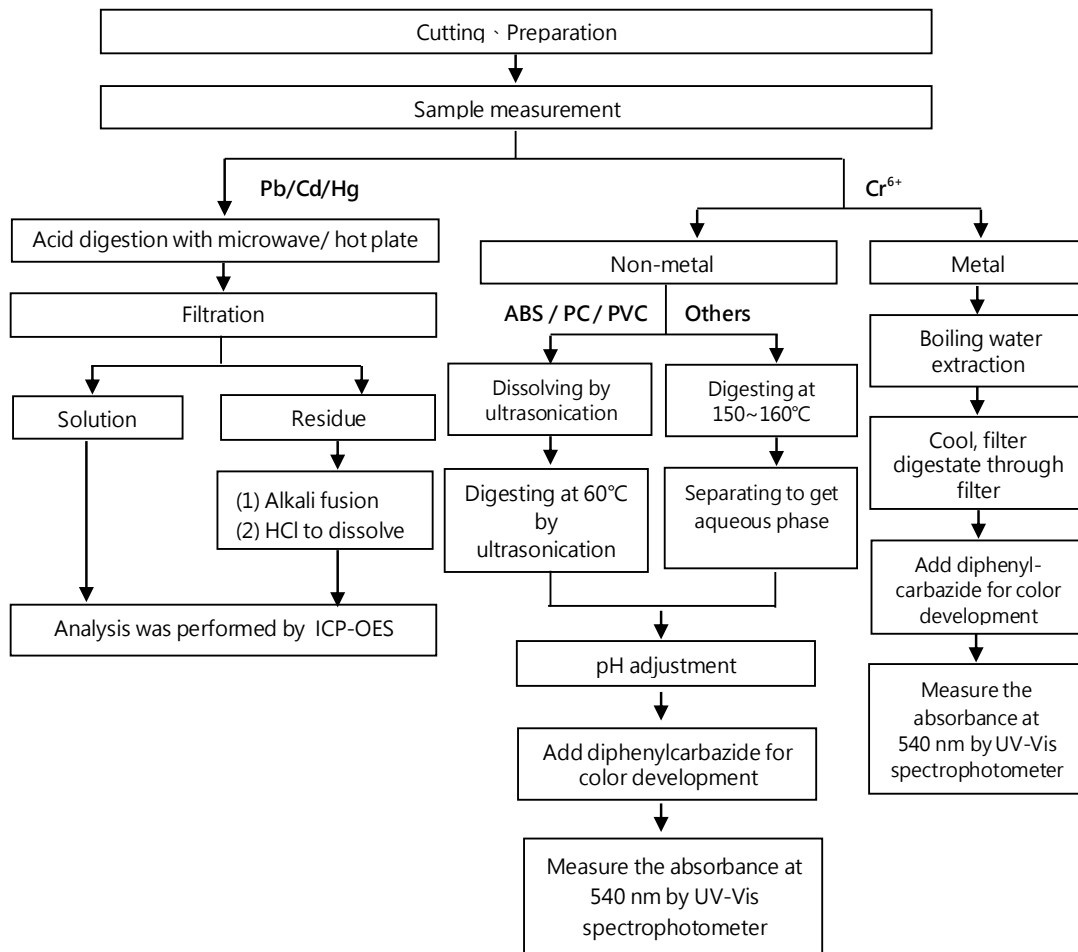 Cutting、Preparation
Sample measurement
Pb/Cd/Hg
Cr⁶⁺
Acid digestion with microwave/ hot plate
Filtration
Solution
Residue
(1) Alkali fusion
(2) HCl to dissolve
Analysis was performed by ICP-OES
Non-metal
ABS / PC / PVC
Others
Dissolving by
ultrasonication
Digesting at 60℃
by
ultrasonication
Digesting at
150~160℃
Separating to get
aqueous phase
pH adjustment
Add diphenylcarbazide for
color development
Measure the absorbance at
540 nm by UV-Vis
spectrophotometer
Metal
Boiling water
extraction
Cool, filter
digestate through
filter
Add diphenyl-
carbazide for color
development
Measure the
absorbance at
540 nm by UV-Vis
spectrophotometer